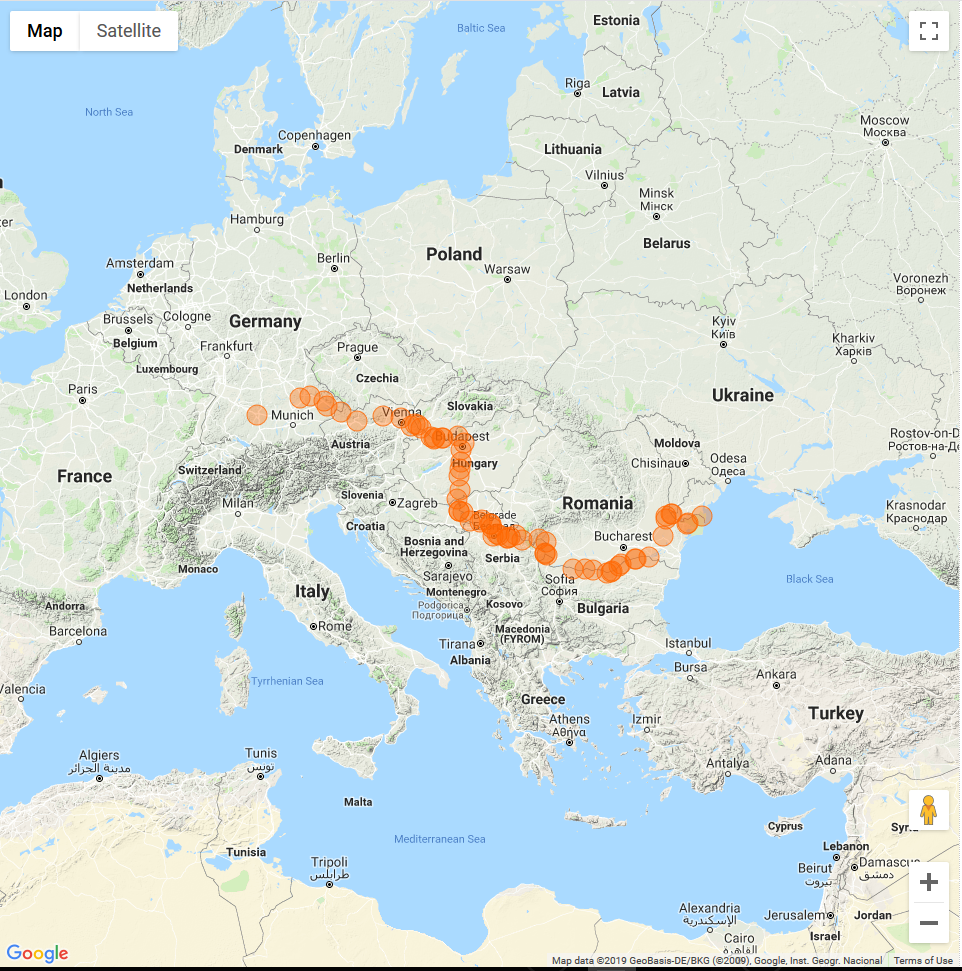 Map
Satellite
Baltic Sea
Estonia
Riga
Latvia
North Sea
Moscow
Москва
Copenhagen
Denmark
Lithuania
Vilnius
Minsk
Мінск
Hamburg
Belarus
Berlin
Poland
Warsaw
Amsterdam
Netherlands
London
Voronezh
Воронеж
Brussels
Cologne
Germany
Belgium
Kyiv
Київ
Frankfurt
Prague
Kharkiv
Харків
Luxembourg
Czechia
Paris
Ukraine
Munich
Vienna
Slovakia
Austria
Budapest
Moldova
Rostov-on-D
Ростов-на-Д
France
Switzerland
Hungary
Chisinau
Odesa
Одеса
Slovenia
Zagreb
Milan
Romania
Krasnodar
Краснодар
Croatia
Belgrade
Bucharest
Bosnia and
Herzegovina
Serbia
Monaco
Sarajevo
Black Sea
Italy
Montenegro
Sofia
София
Andorra
Podgorica
Подгорица
Kosovo
Bulgaria
Barcelona
Rome
Macedonia
(FYROM)
Tirana
Istanbul
Albania
Bursa
Ankara
Valencia
Tyrrhenian Sea
Greece
Turkey
Athens
Αθήνα
Izmir
Algiers
مدينة الجزائر
Tunis
تونس
Antalya
Adana
Malta
Cyprus
Syria
Mediterranean Sea
Tunisia
Lebanon
Tripoli
طرابلس
Beirut
بيروت
Damascus
دمشق
Alexandria
الإسكندرية
Jerusalem
Jordan
Israel
Cairo
القاهرة
Google
Map data ©2019 GeoBasis-DE/BKG (©2009), Google, Inst. Geogr. Nacional
Terms of Use